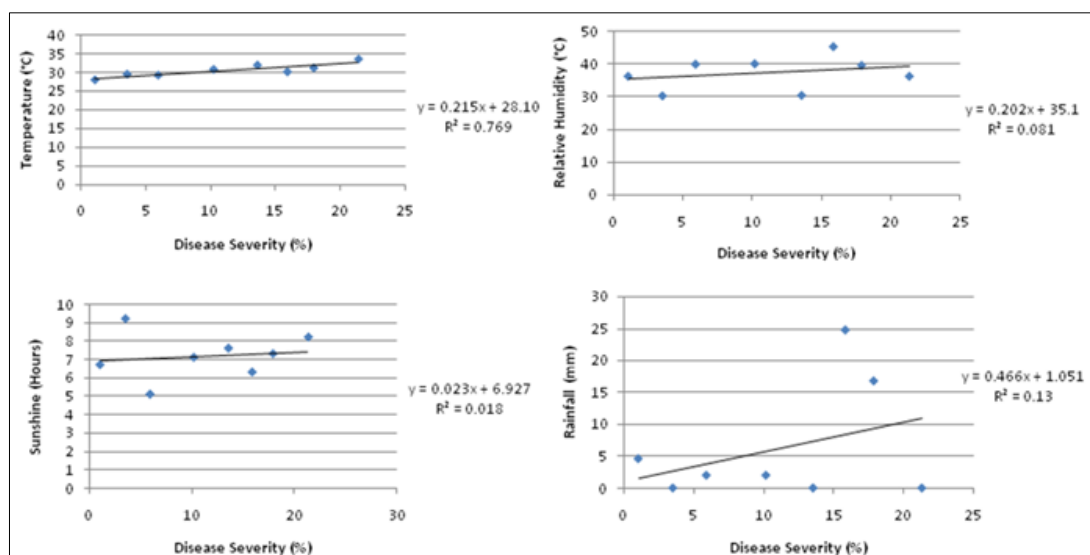 40
35
30
25
20
15
10
5
0
Temperature (°C)
0 5 10 15 20 25
Disease Severity (%)
y = 0.215x + 28.10
R² = 0.769
50
40
30
20
10
0
Relative Humidity (°C)
0 5 10 15 20 25
Disease Severity (%)
y = 0.202x + 35.1
R² = 0.081
10
9
8
7
6
5
4
3
2
1
0
Sunshine (Hours)
0 10 20 30
Disease Severity (%)
y = 0.023x + 6.927
R² = 0.018
30
25
20
15
10
5
0
Rainfall (mm)
0 5 10 15 20 25
Disease Severity (%)
y = 0.466x + 1.051
R² = 0.13